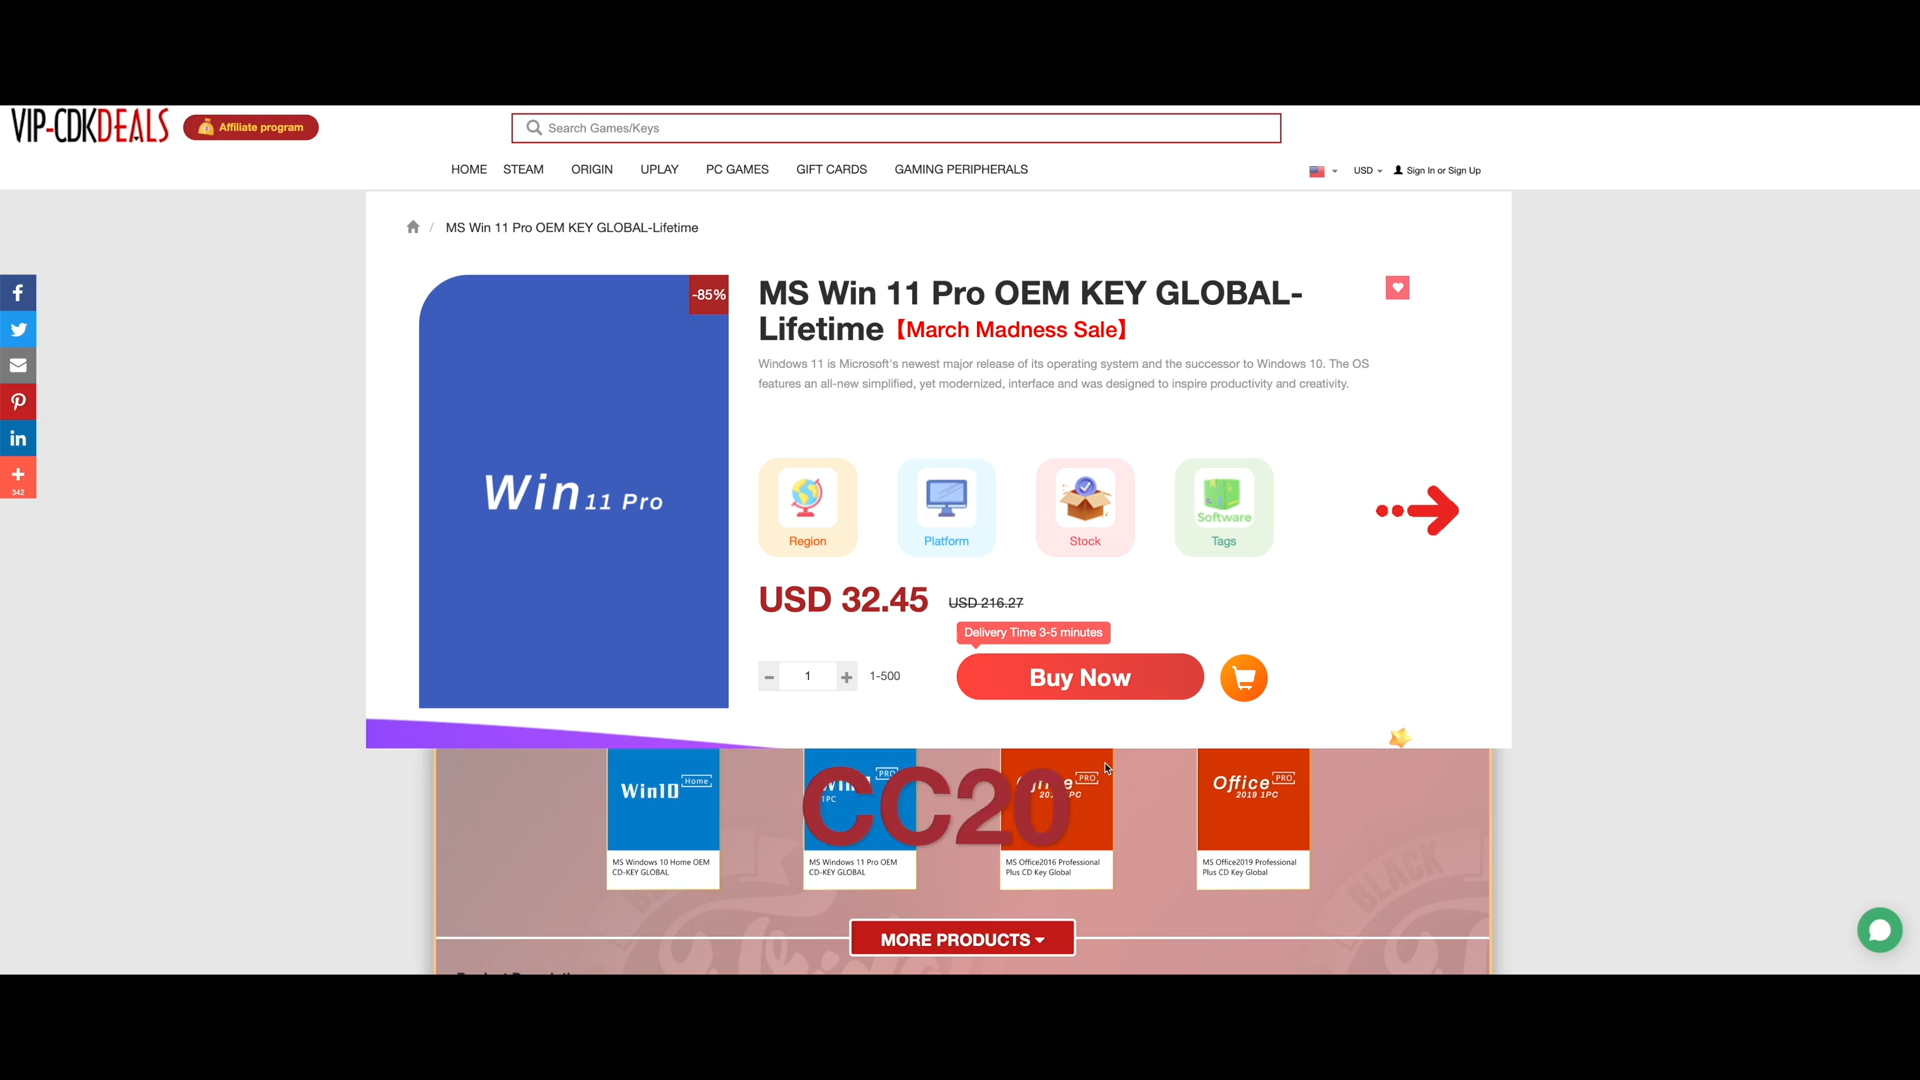 VIP-CDKDEALS
Affiliate program
Search Games/Keys
HOME STEAM ORIGIN UPLAY PC GAMES GIFT CARDS GAMING PERIPHERALS
USD Sign In or Sign Up
/ MS Win 11 Pro OEM KEY GLOBAL-Lifetime
-85%
Win 11 Pro
MS Win 11 Pro OEM KEY GLOBAL-
Lifetime 【March Madness Sale】
Windows 11 is Microsoft's newest major release of its operating system and the successor to Windows 10. The OS
features an all-new simplified, yet modernized, interface and was designed to inspire productivity and creativity.
Software
Region Platform Stock Tags
USD 32.45 USD 216.27
Delivery Time 3-5 minutes
1 1-500
Buy Now
342
CC20
Win10 Home
PRO
1PC
PRO
Office PRO
2019 1PC
MS Windows 10 Home OEM
CD-KEY GLOBAL
MS Windows 11 Pro OEM
CD-KEY GLOBAL
MS Office2016 Professional
Plus CD Key Global
MS Office2019 Professional
Plus CD Key Global
BLACK
MORE PRODUCTS